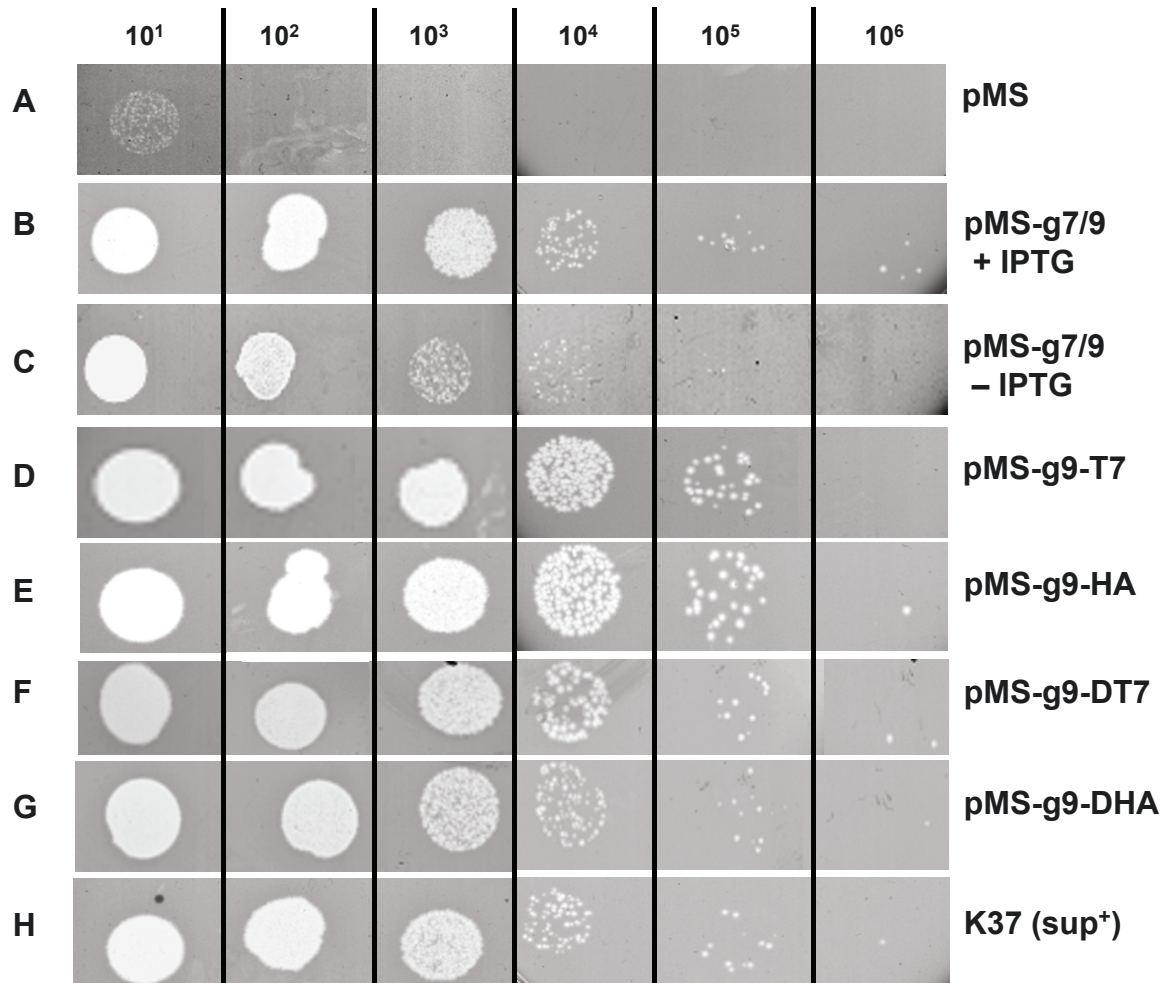 10¹ 10² 10³ 10⁴ 10⁵ 10⁶
A pMS
B pMS-g7/9
+ IPTG
C pMS-g7/9
– IPTG
D pMS-g9-T7
E pMS-g9-HA
F pMS-g9-DT7
G pMS-g9-DHA
H K37 (sup⁺)